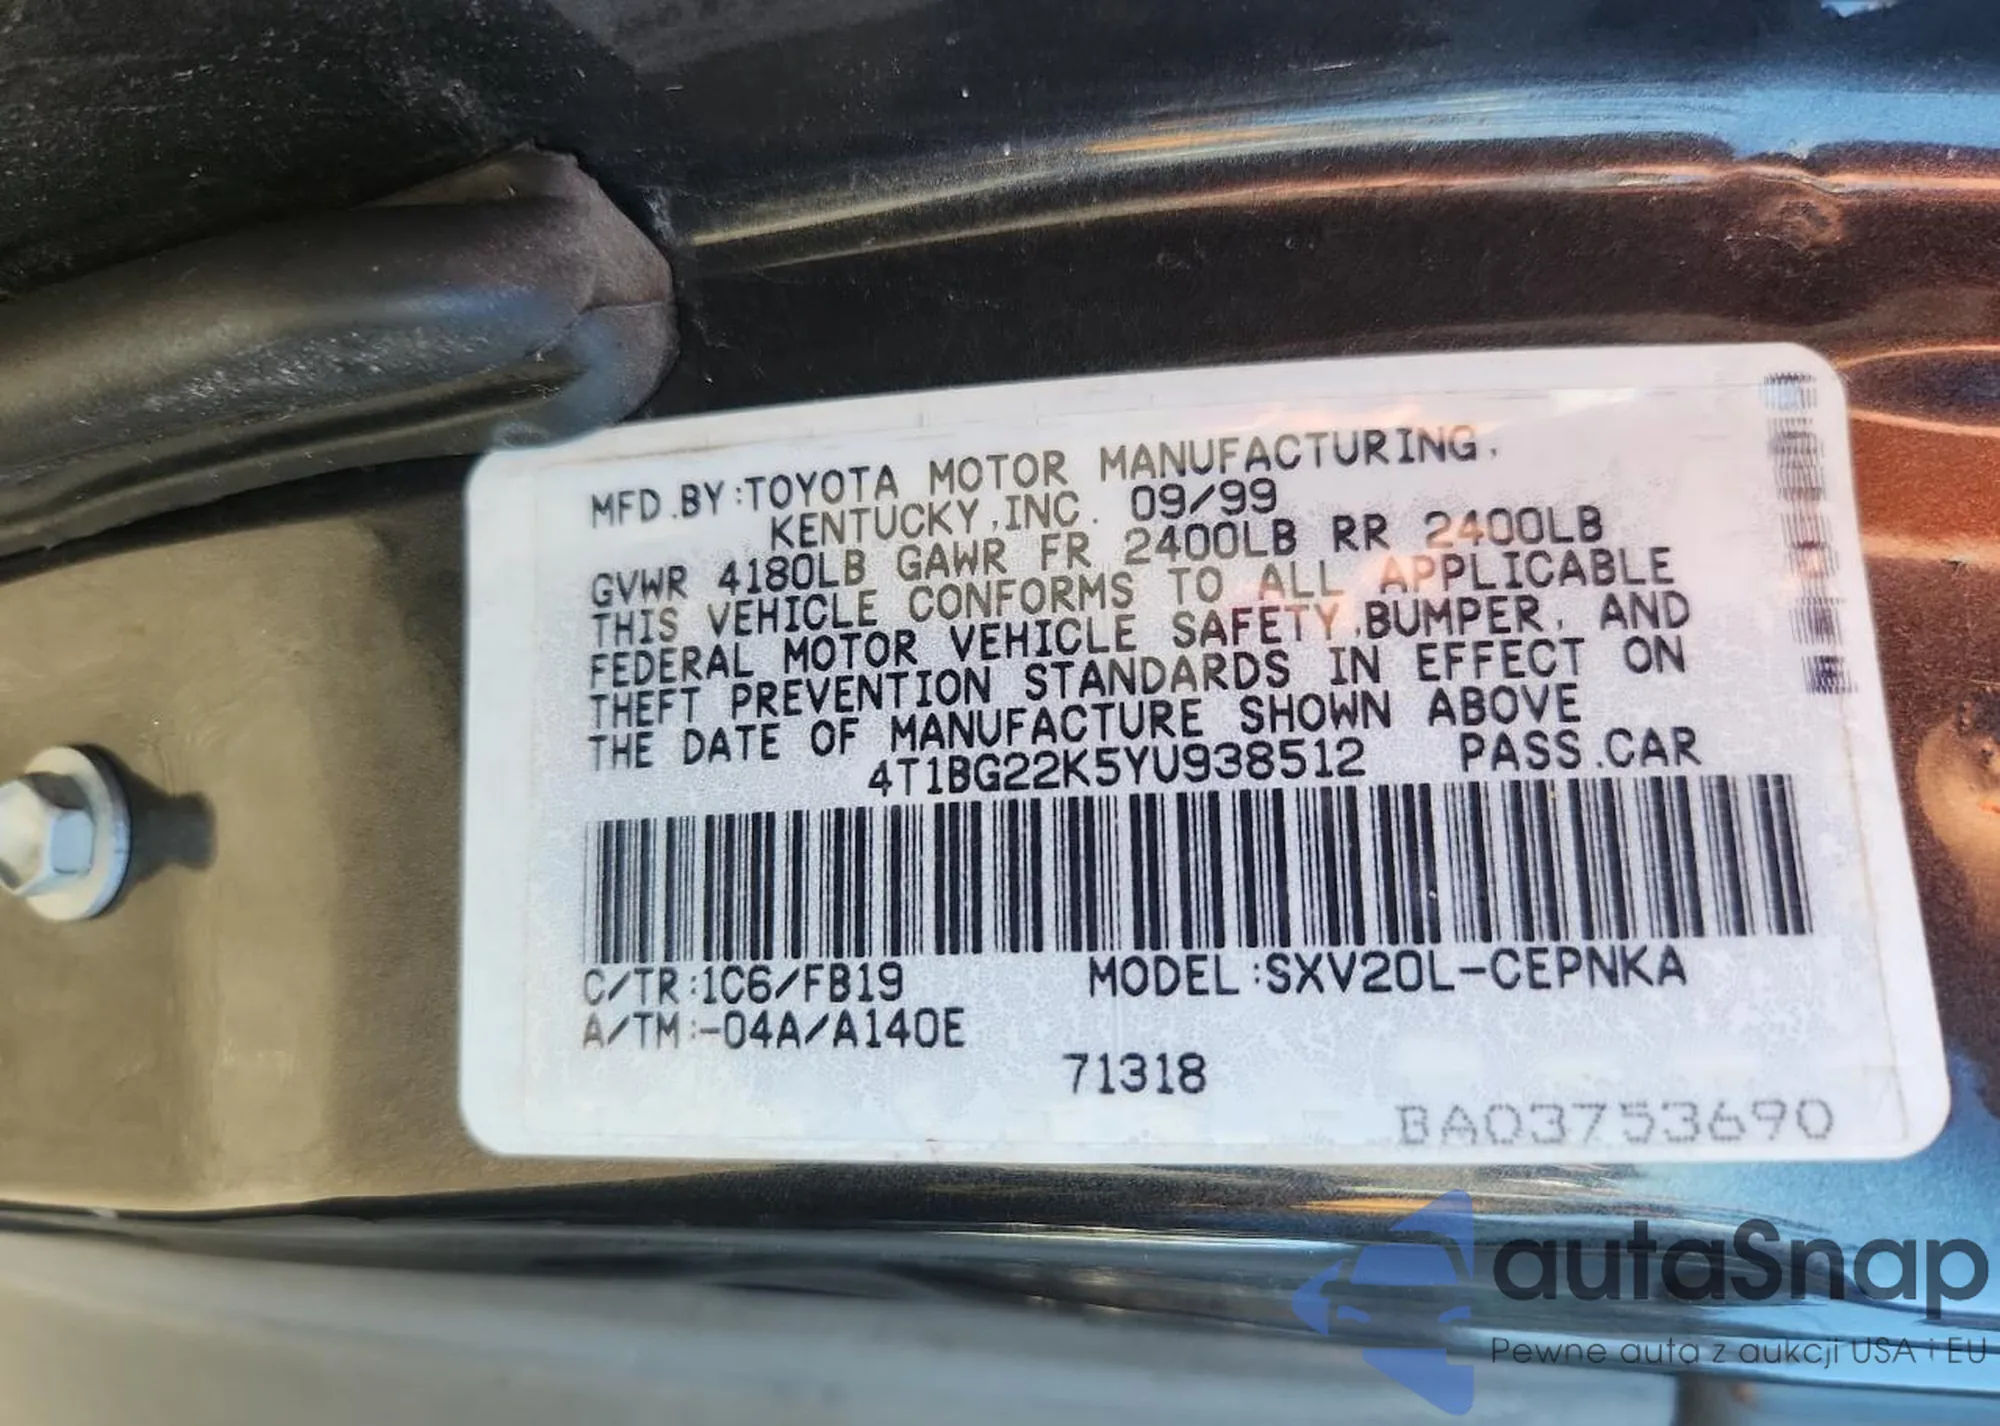 MFD.BY:TOYOTA MOTOR MANUFACTURING,
KENTUCKY,INC. 09/99
GVWR 4180LB GAWR FR 2400LB RR 2400LB
THIS VEHICLE CONFORMS TO ALL APPLICABLE
FEDERAL MOTOR VEHICLE SAFETY,BUMPER, AND
THEFT PREVENTION STANDARDS IN EFFECT ON
THE DATE OF MANUFACTURE SHOWN ABOVE
4T1BG22K5YU938512 PASS.CAR
C/TR:1C6/FB19 MODEL:SXV20L-CEPNKA
A/TM:-04A/A140E
71318
BA03753690
autaSnap
Pewne auta z aukcji USA i EU